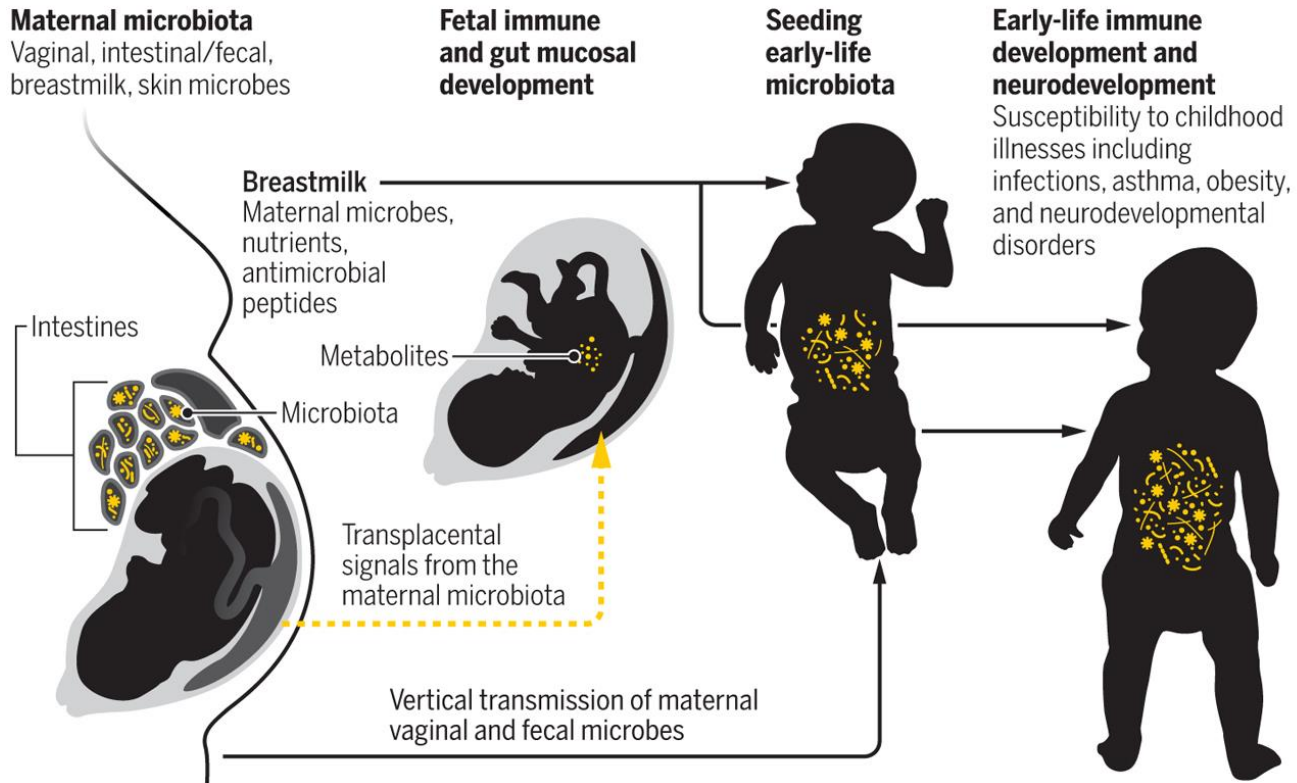 Maternal microbiota
Vaginal, intestinal/fecal,
breastmilk, skin microbes
Fetal immune
and gut mucosal
development
Seeding
early-life
microbiota
Early-life immune
development and
neurodevelopment
Susceptibility to childhood
illnesses including
infections, asthma, obesity,
and neurodevelopmental
disorders
Breastmilk
Maternal microbes,
nutrients,
antimicrobial
peptides
Intestines
Metabolites
Microbiota
Transplacental
signals from the
maternal microbiota
Vertical transmission of maternal
vaginal and fecal microbes